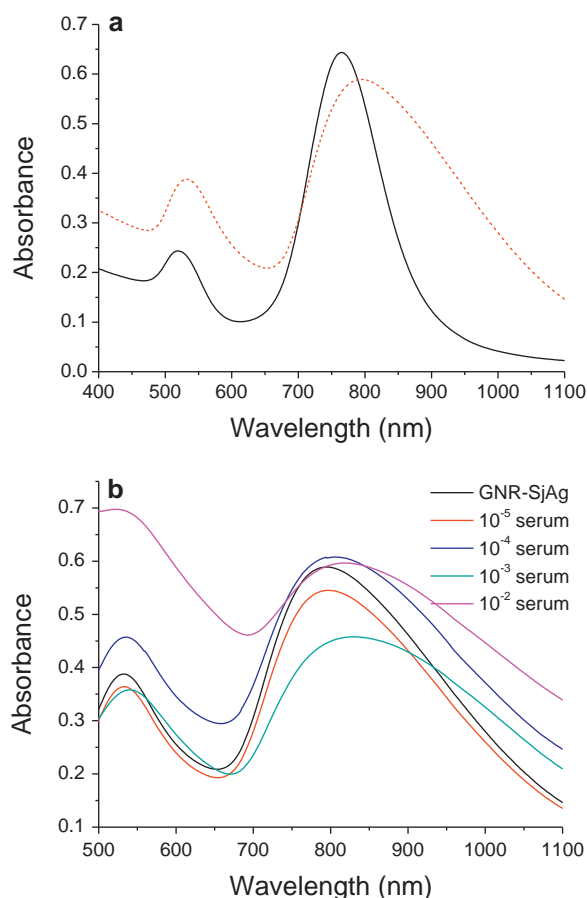 a
0.7
0.6
0.5
0.4
0.3
0.2
0.1
0.0
Absorbance
400 500 600 700 800 900 1000 1100
Wavelength (nm)
b
0.7
0.6
0.5
0.4
0.3
0.2
0.1
Absorbance
GNR-SjAg
10⁻⁵ serum
10⁻⁴ serum
10⁻³ serum
10⁻² serum
500 600 700 800 900 1000 1100
Wavelength (nm)